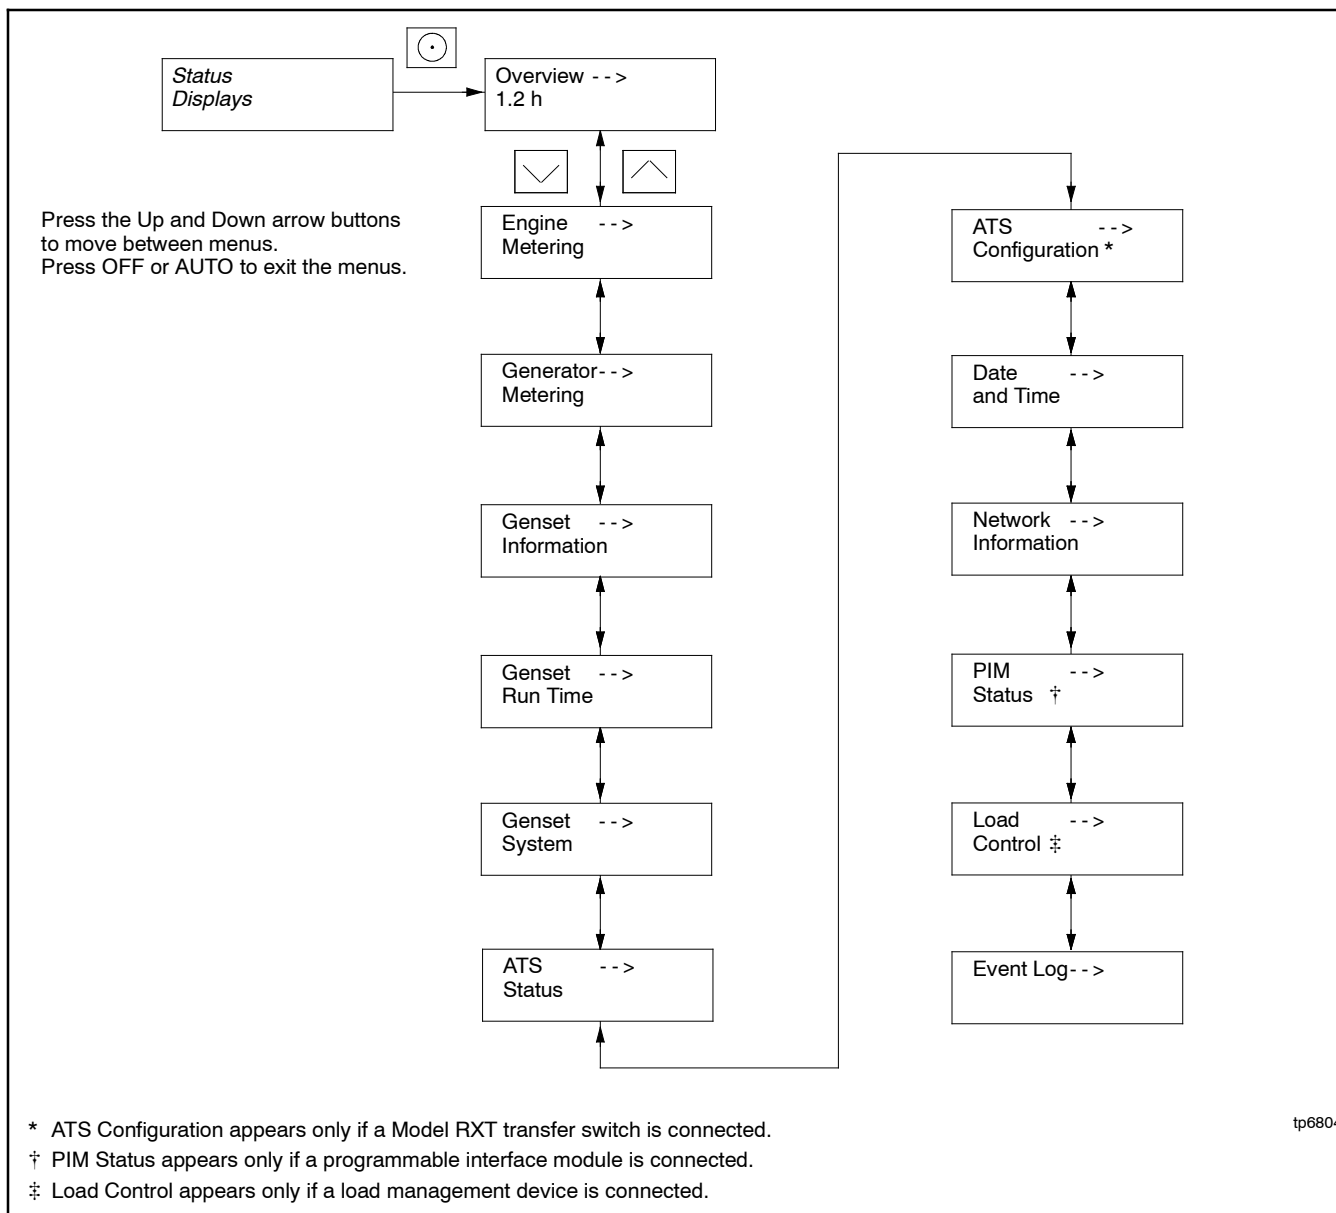 Status
Displays
Overview -->
1.2 h
Press the Up and Down arrow buttons
to move between menus.
Press OFF or AUTO to exit the menus.
Engine -->
Metering
Generator-->
Metering
Genset -->
Information
Genset -->
Run Time
Genset -->
System
ATS -->
Status
ATS -->
Configuration *
Date -->
and Time
Network -->
Information
PIM -->
Status †
Load -->
Control ‡
Event Log-->
* ATS Configuration appears only if a Model RXT transfer switch is connected.
† PIM Status appears only if a programmable interface module is connected.
‡ Load Control appears only if a load management device is connected.
tp6804